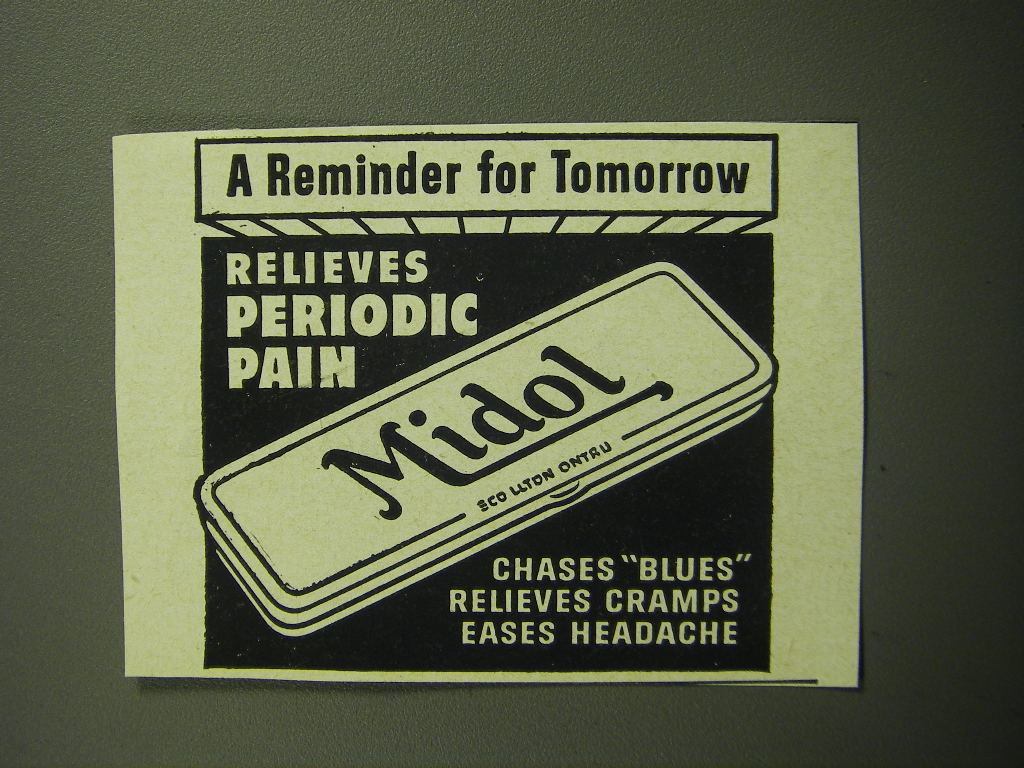 A Reminder for Tomorrow
RELIEVES
PERIODIC
PAIN
Midol
CHASES "BLUES"
RELIEVES CRAMPS
EASES HEADACHE